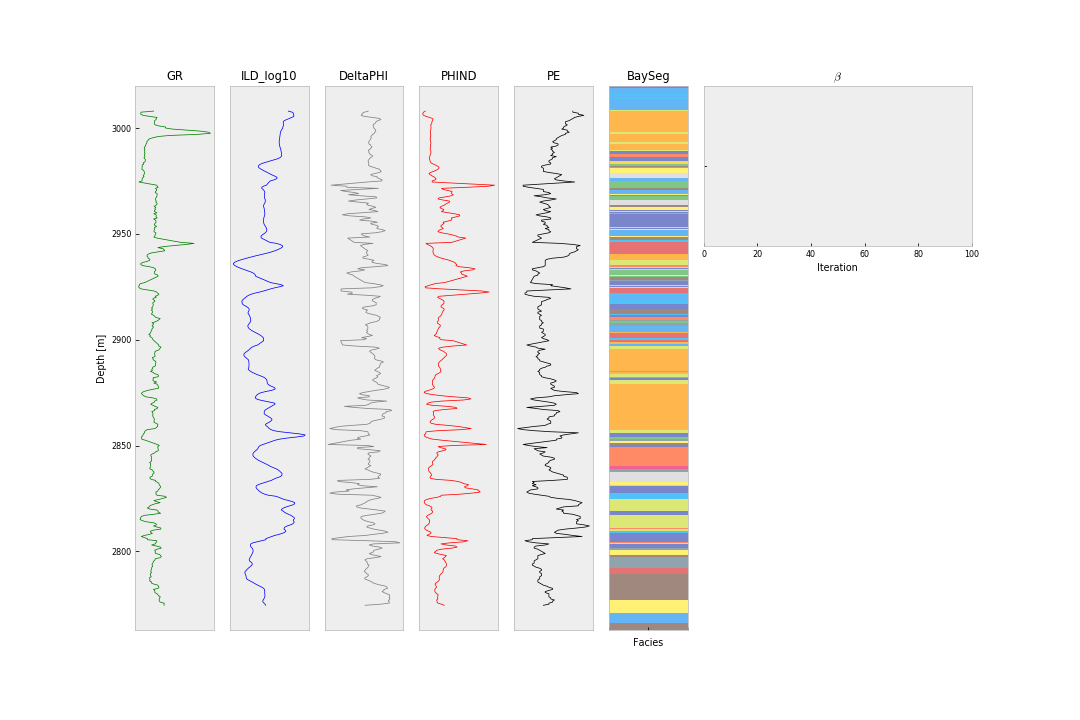 GR ILD_log10 DeltaPHI PHIND PE BaySeg β
3000
2950
2900
2850
2800
Depth [m]
0 20 40 60 80 100
Iteration
Facies